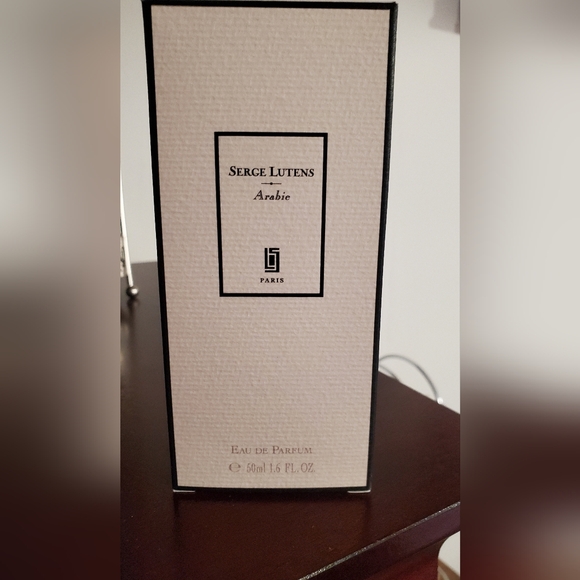 SERGE LUTENS
Arabie
PARIS
EAU DE PARFUM
℮ 50ml 1.6 FL.OZ